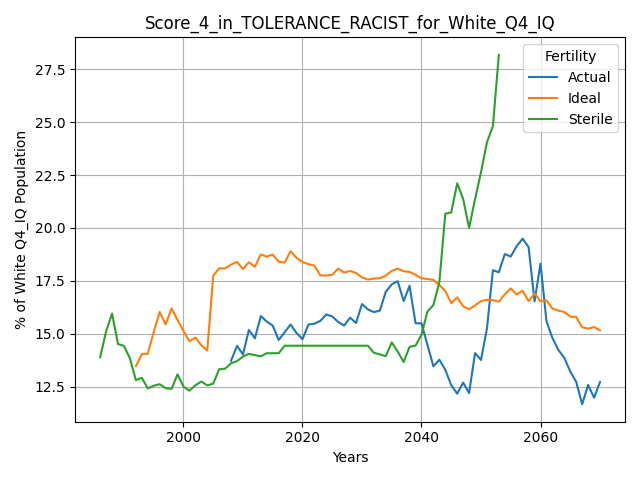 Score_4_in_TOLERANCE_RACIST_for_White_Q4_IQ
Fertility
Actual
Ideal
Sterile
% of White Q4_IQ Population
27.5
25.0
22.5
20.0
17.5
15.0
12.5
2000
2020
2040
2060
Years